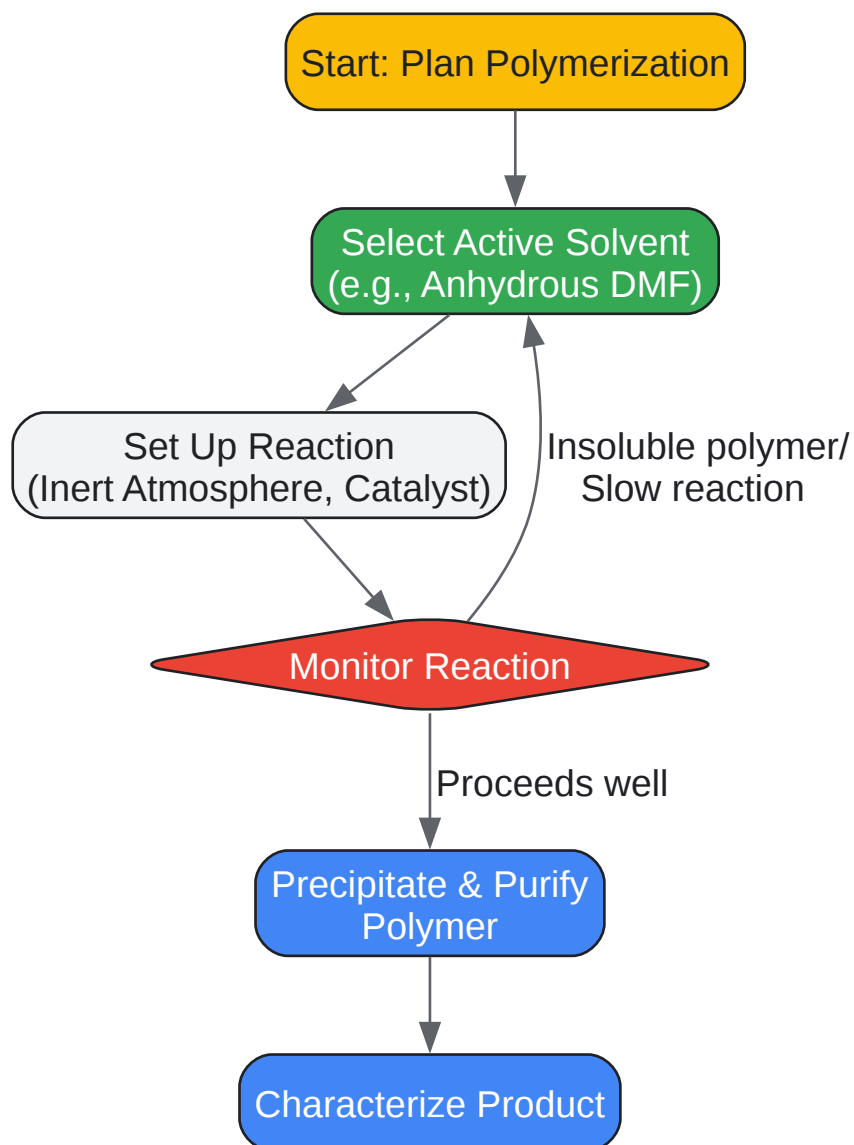 Start: Plan Polymerization
Select Active Solvent
(e.g., Anhydrous DMF)
Set Up Reaction
(Inert Atmosphere, Catalyst)
Insoluble polymer/
Slow reaction
Monitor Reaction
Proceeds well
Precipitate & Purify
Polymer
Characterize Product